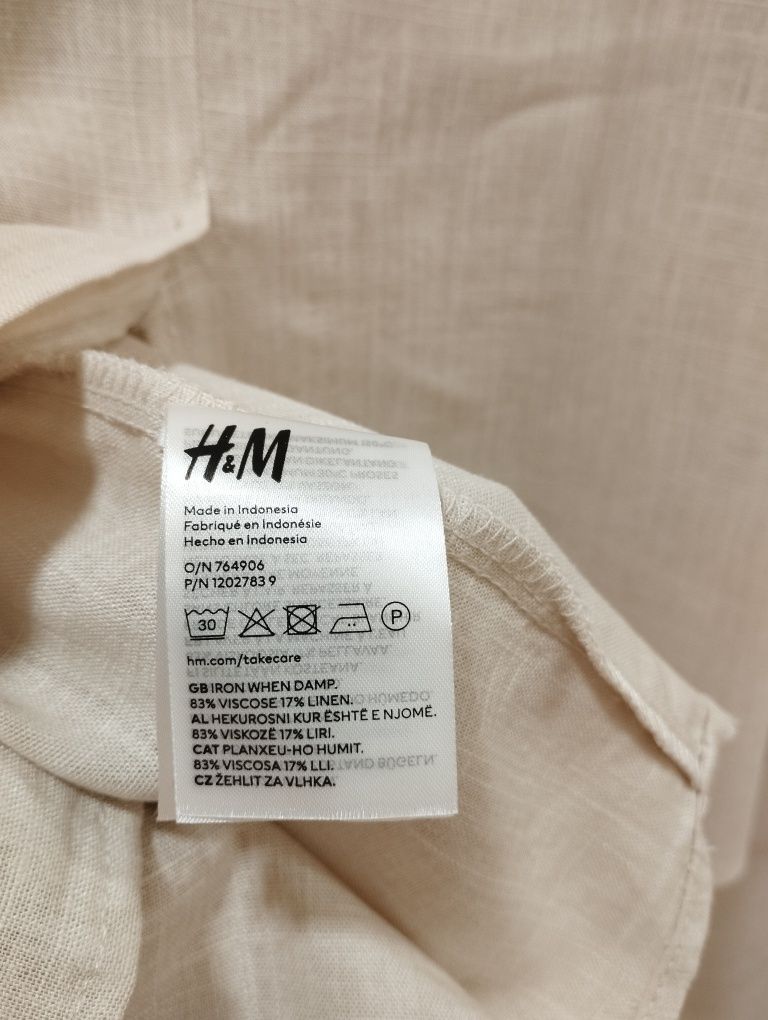 H&M
Made in Indonesia
Fabriqué en Indonésie
Hecho en Indonesia
O/N 764906
P/N 1202783 9
30 P
hm.com/takecare
GB IRON WHEN DAMP.
83% VISCOSE 17% LINEN.
AL HEKUROSNI KUR ËSHTË E NJOMË.
83% VISKOZË 17% LIRI.
CAT PLANXEU-HO HUMIT.
83% VISCOSA 17% LLI.
CZ ŽEHLIT ZA VLHKA.